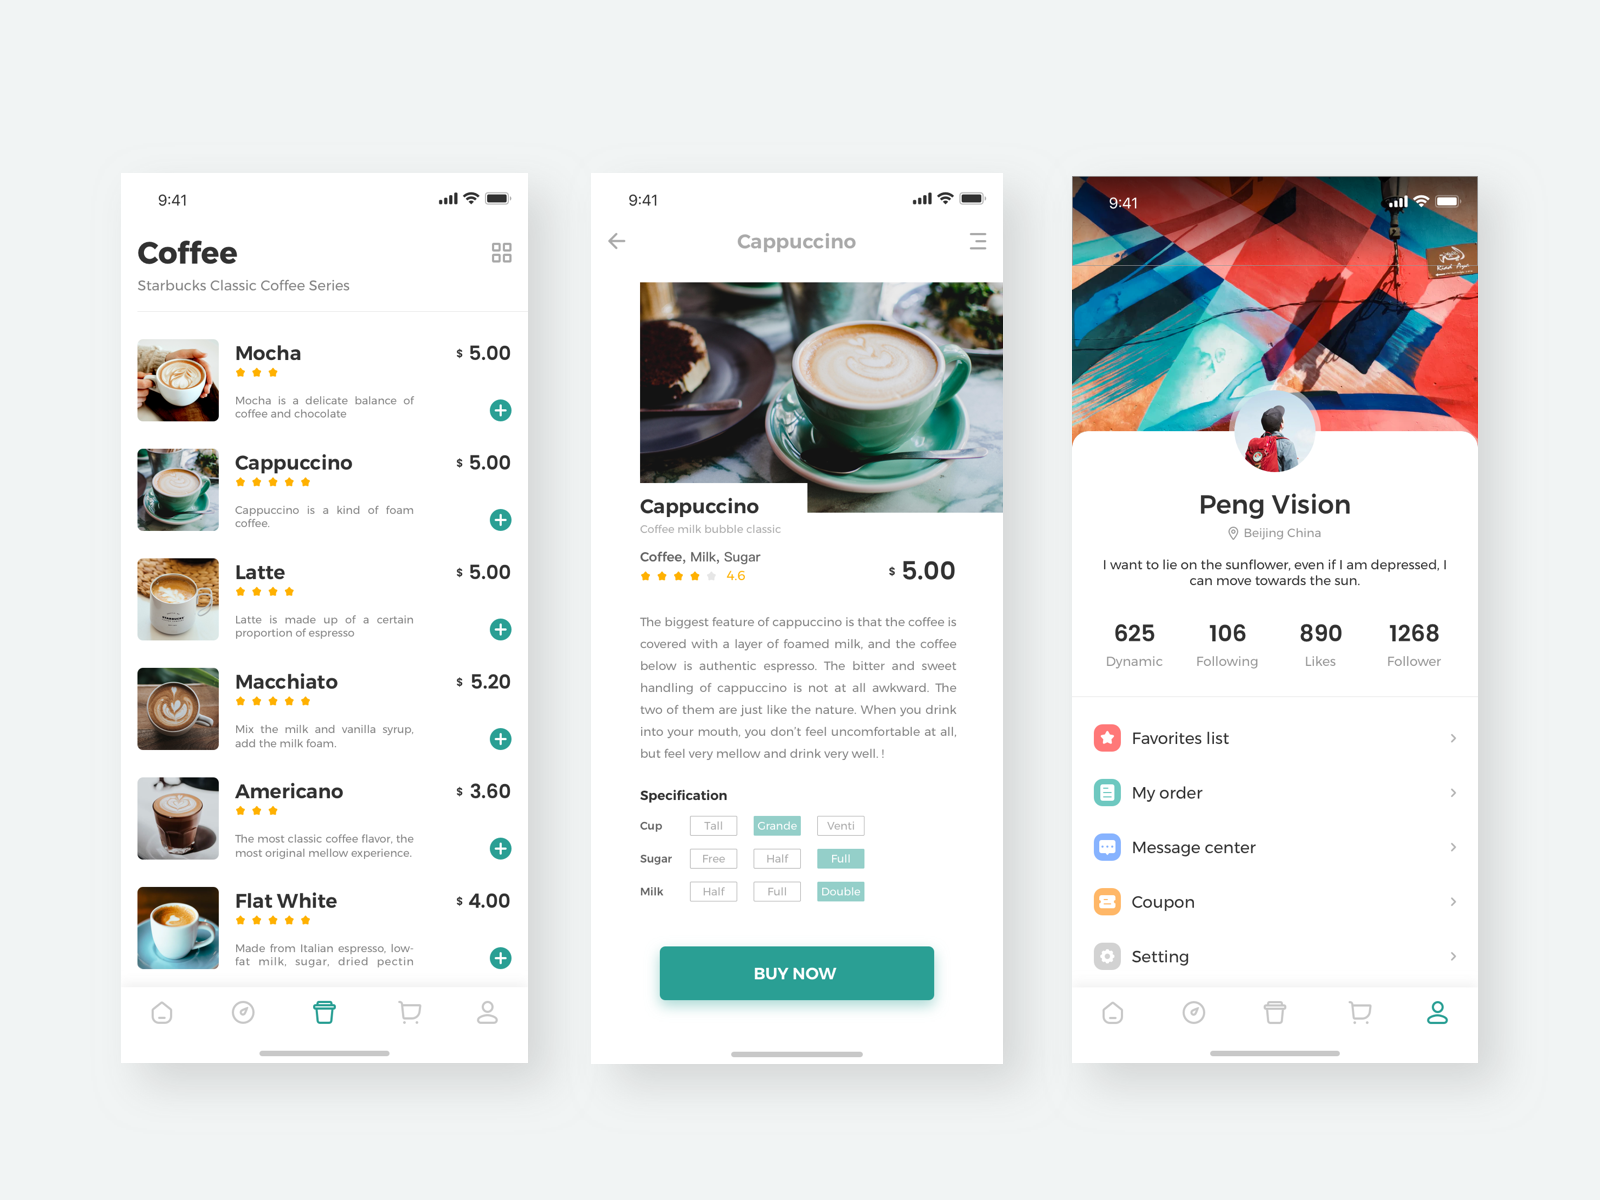 9:41
Coffee
Starbucks Classic Coffee Series
Mocha
$ 5.00
Mocha is a delicate balance of
coffee and chocolate
Cappuccino
$ 5.00
Cappuccino is a kind of foam
coffee.
Latte
$ 5.00
Latte is made up of a certain
proportion of espresso
Macchiato
$ 5.20
Mix the milk and vanilla syrup,
add the milk foam.
Americano
$ 3.60
The most classic coffee flavor, the
most original mellow experience.
Flat White
$ 4.00
Made from Italian espresso, low-
fat milk, sugar, dried pectin
9:41
Cappuccino
Cappuccino
Coffee milk bubble classic
Coffee, Milk, Sugar
4.6
$ 5.00
The biggest feature of cappuccino is that the coffee is
covered with a layer of foamed milk, and the coffee
below is authentic espresso. The bitter and sweet
handling of cappuccino is not at all awkward. The
two of them are just like the nature. When you drink
into your mouth, you don't feel uncomfortable at all,
but feel very mellow and drink very well. !
Specification
Cup Tall Grande Venti
Sugar Free Half Full
Milk Half Full Double
BUY NOW
9:41
Peng Vision
Beijing China
I want to lie on the sunflower, even if I am depressed, I
can move towards the sun.
625 106 890 1268
Dynamic Following Likes Follower
Favorites list
My order
Message center
Coupon
Setting